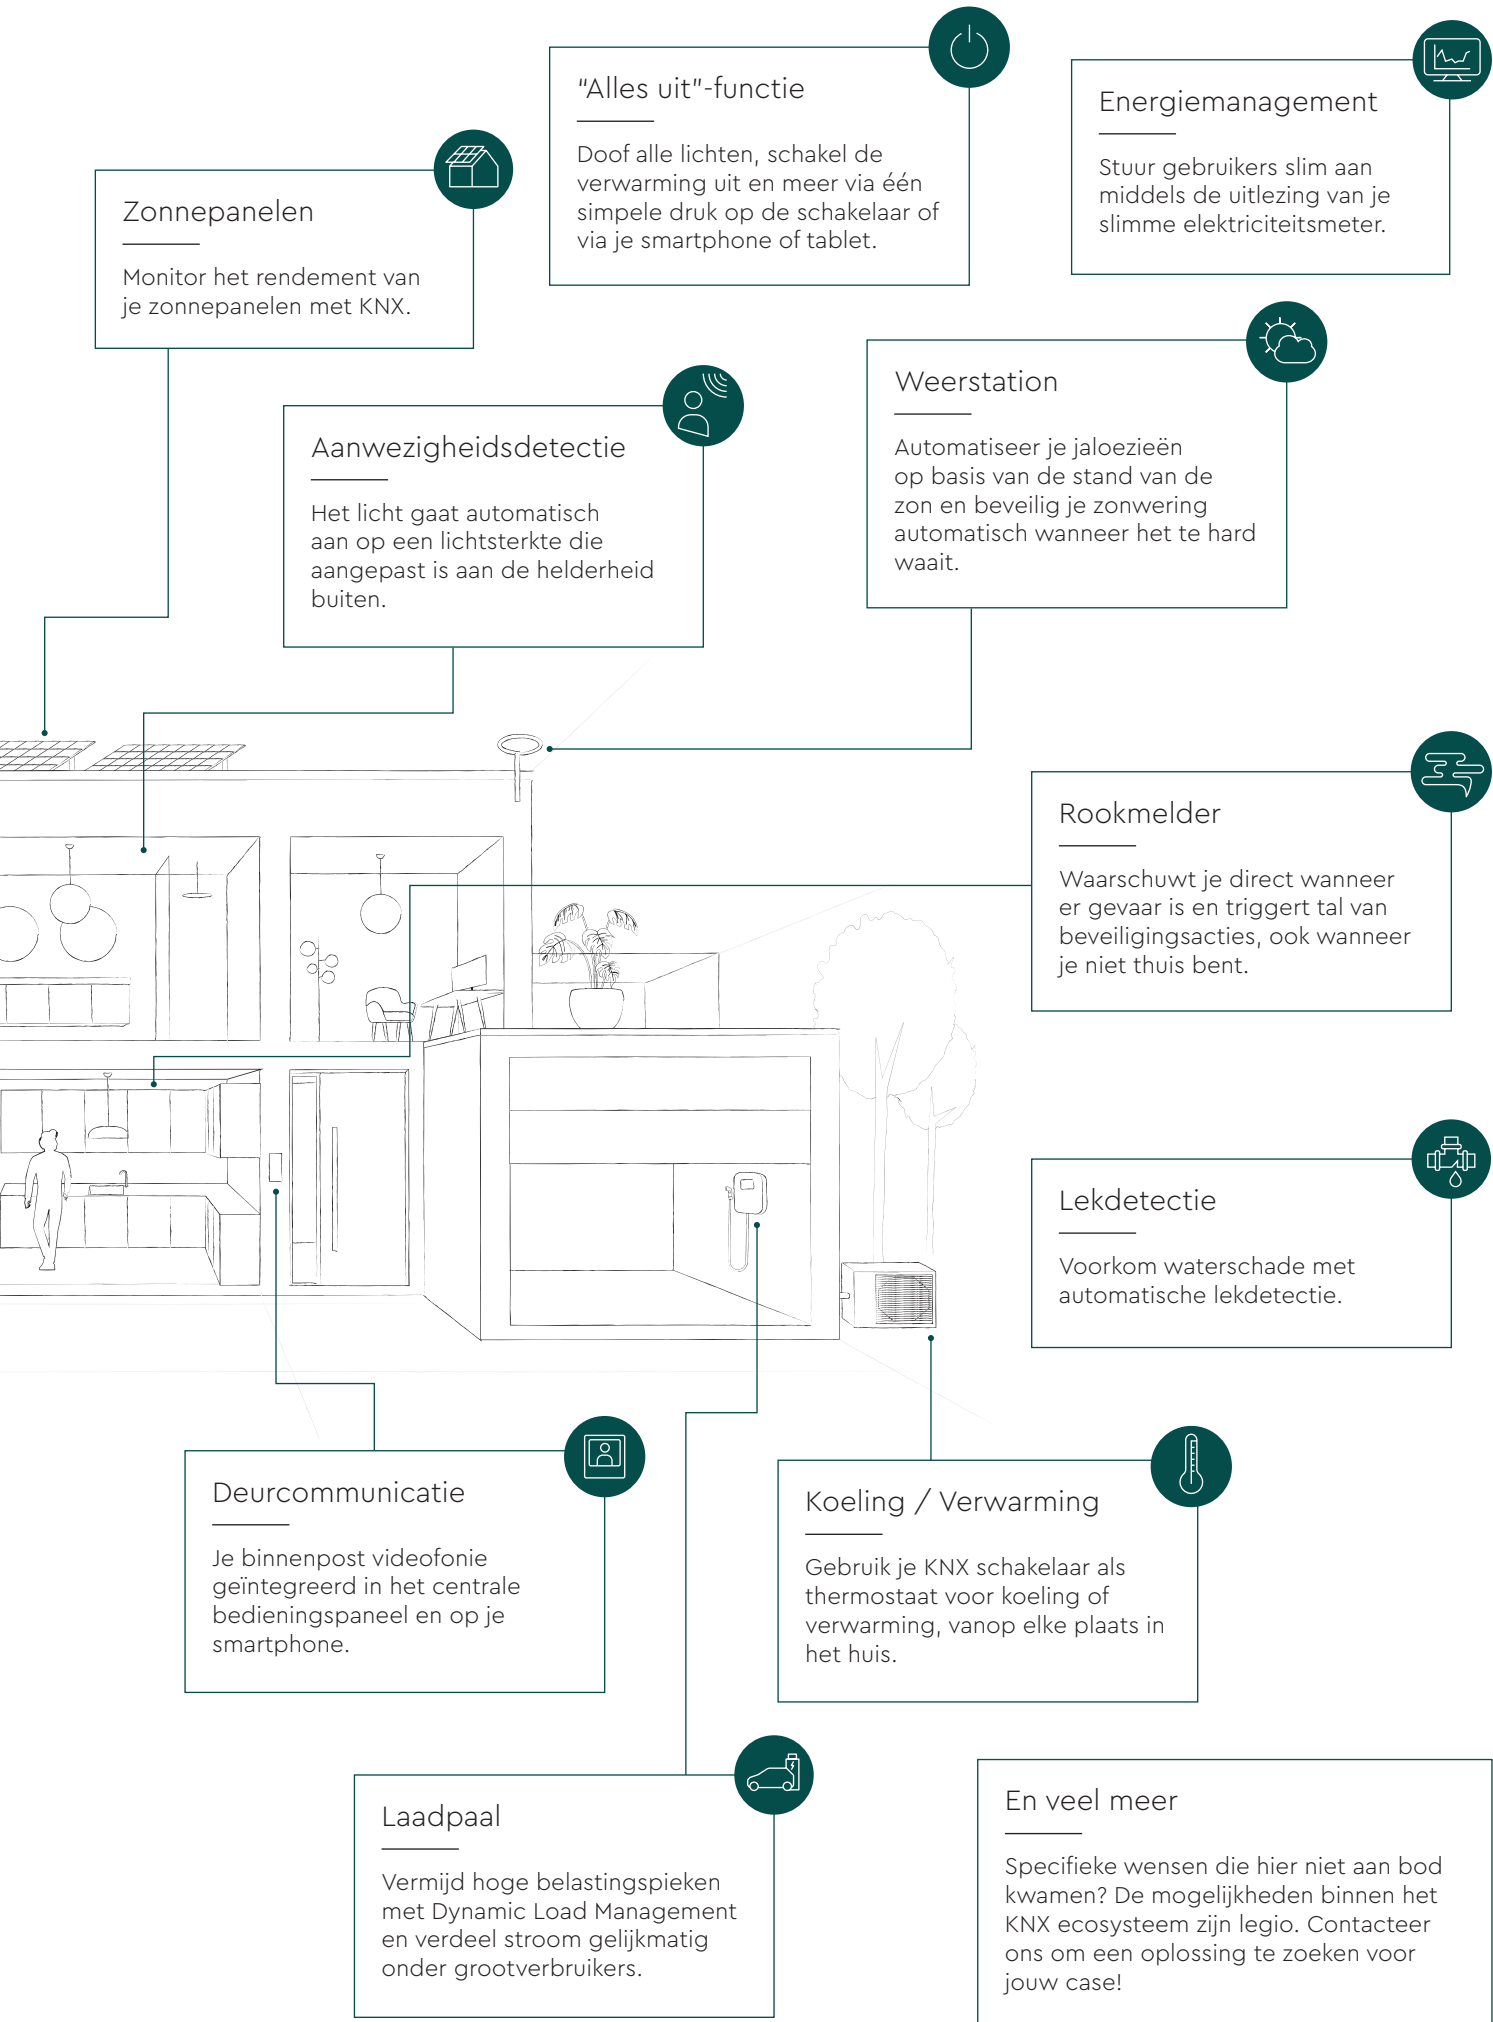 "Alles uit"-functie
Doof alle lichten, schakel de
verwarming uit en meer via één
simpele druk op de schakelaar of
via je smartphone of tablet.
Energiemanagement
Stuur gebruikers slim aan
middels de uitlezing van je
slimme elektriciteitsmeter.
Zonnepanelen
Monitor het rendement van
je zonnepanelen met KNX.
Weerstation
Automatiseer je jaloezieën
op basis van de stand van de
zon en beveilig je zonwering
automatisch wanneer het te hard
waait.
Aanwezigheidsdetectie
Het licht gaat automatisch
aan op een lichtsterkte die
aangepast is aan de helderheid
buiten.
Rookmelder
Waarschuwt je direct wanneer
er gevaar is en triggert tal van
beveiligingsacties, ook wanneer
je niet thuis bent.
Lekdetectie
Voorkom waterschade met
automatische lekdetectie.
Deurcommunicatie
Je binnenpost videofonie
geïntegreerd in het centrale
bedieningspaneel en op je
smartphone.
Koeling / Verwarming
Gebruik je KNX schakelaar als
thermostaat voor koeling of
verwarming, vanop elke plaats in
het huis.
Laadpaal
Vermijd hoge belastingspieken
met Dynamic Load Management
en verdeel stroom gelijkmatig
onder grootverbruikers.
En veel meer
Specifieke wensen die hier niet aan bod
kwamen? De mogelijkheden binnen het
KNX ecosysteem zijn legio. Contacteer
ons om een oplossing te zoeken voor
jouw case!